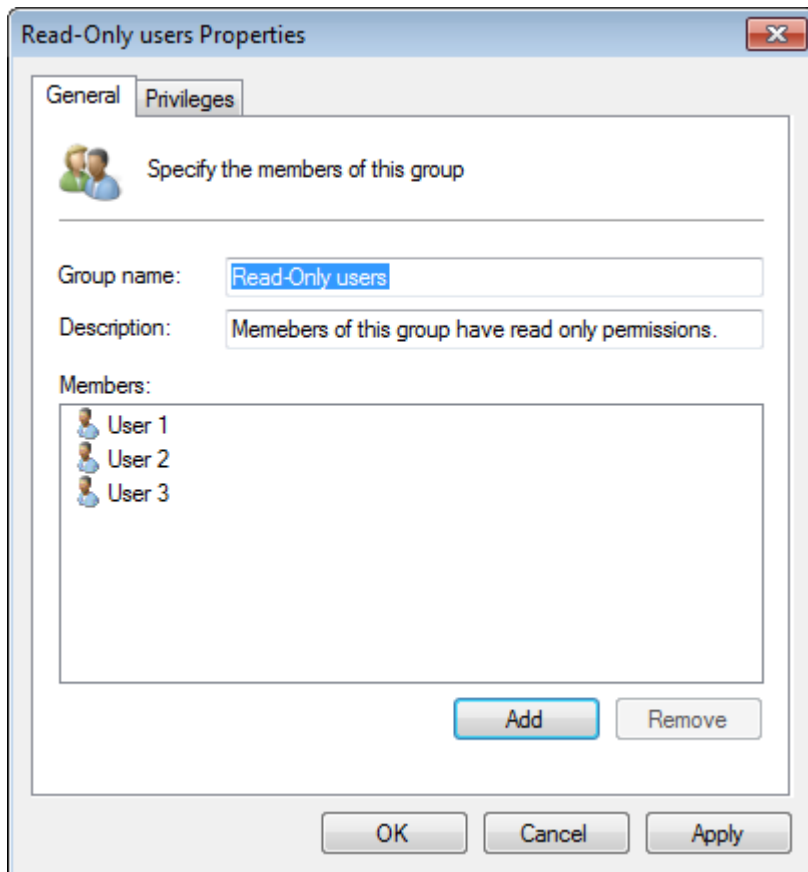 Read-Only users Properties
General Privileges
Specify the members of this group
Group name: Read-Only users
Description: Memebers of this group have read only permissions.
Members:
User 1
User 2
User 3
Add Remove
OK Cancel Apply